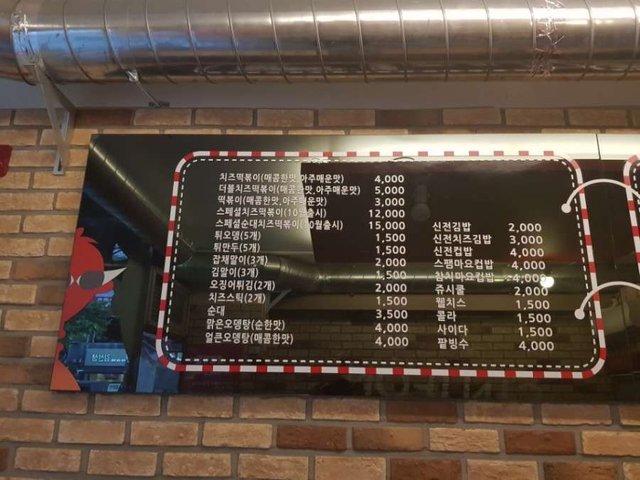 치즈떡볶이(매콤한맛,아주매운맛) 4,000
더블치즈떡볶이(매콤한맛,아주매운맛) 5,000
떡볶이(매콤한맛,아주매운맛) 3,000
스페셜치즈떡볶이(10월출시) 12,000
스페셜순대치즈떡볶이(10월출시) 15,000
튀오뎅(5개) 1,500
튀만두(5개) 1,500
잡채말이(3개) 2,000
김말이(3개) 1,500
오징어튀김(2개) 2,000
치즈스틱(2개) 1,500
순대 3,500
맑은오뎅탕(순한맛) 4,000
얼큰오뎅탕(매콤한맛) 4,000
신전김밥 2,000
신전치즈김밥 3,000
신전컵밥 4,000
스팸마요컵밥 4,000
참치마요컵밥 4,000
쥬시쿨 2,000
웰치스 1,500
콜라 1,500
사이다 1,500
팥빙수 4,000